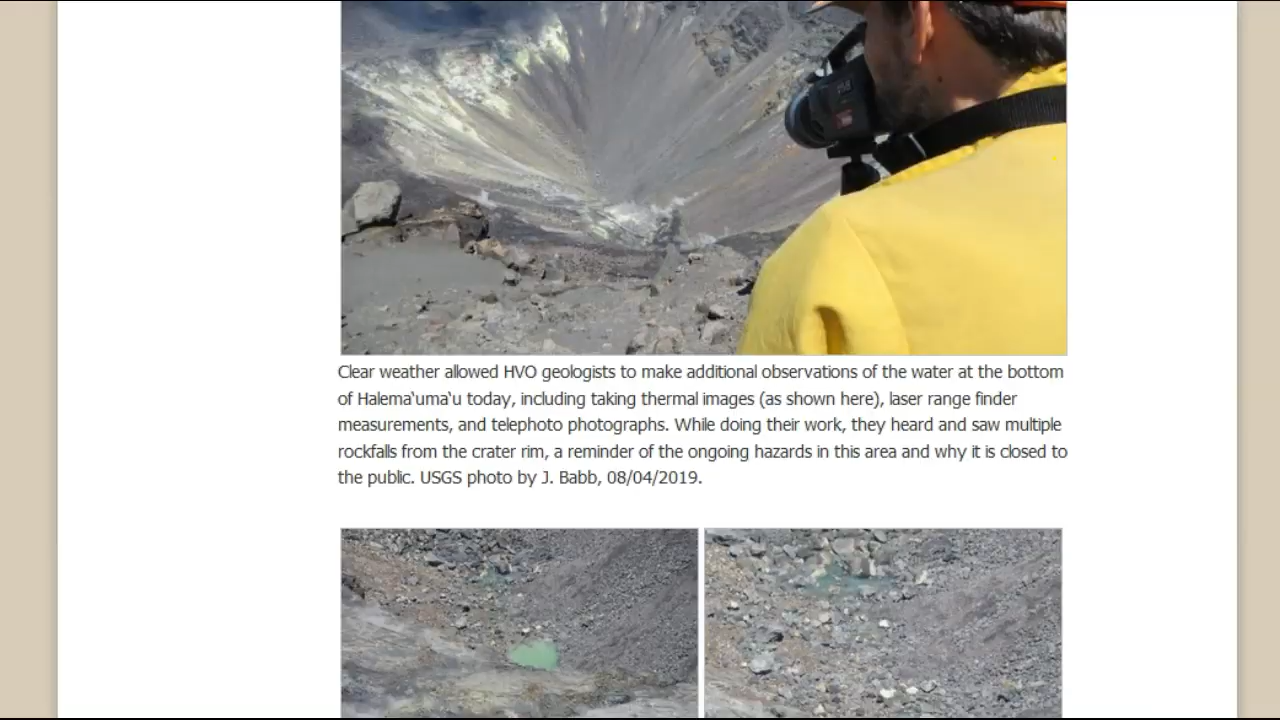 Clear weather allowed HVO geologists to make additional observations of the water at the bottom
of Halema‘uma‘u today, including taking thermal images (as shown here), laser range finder
measurements, and telephoto photographs. While doing their work, they heard and saw multiple
rockfalls from the crater rim, a reminder of the ongoing hazards in this area and why it is closed to
the public. USGS photo by J. Babb, 08/04/2019.